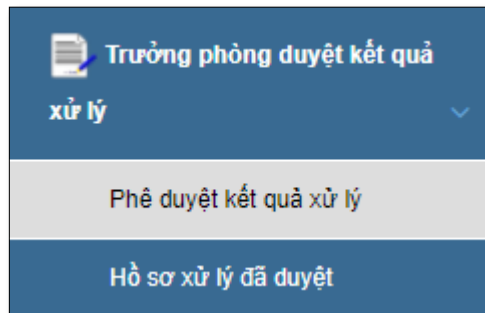 Trưởng phòng duyệt kết quả
xử lý
Phê duyệt kết quả xử lý
Hồ sơ xử lý đã duyệt